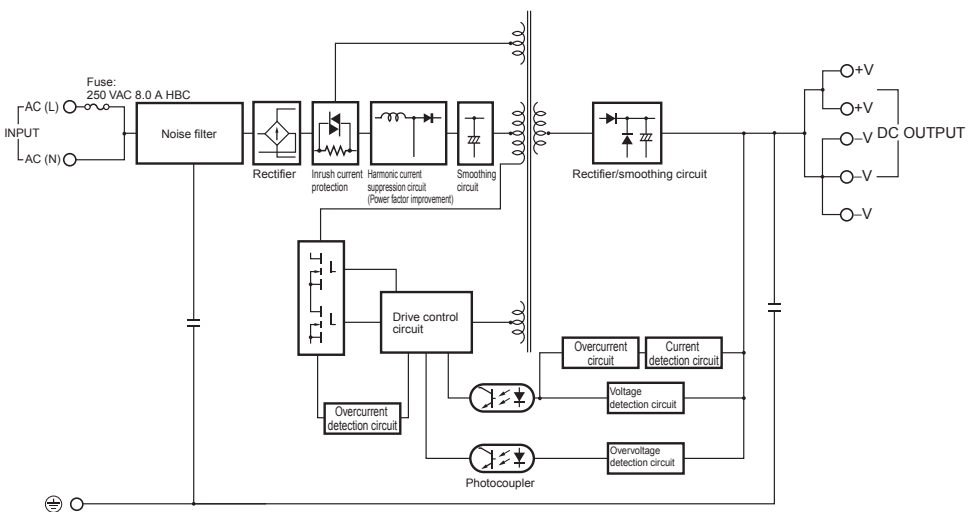 Fuse:
250 VAC 8.0 A HBC
AC (L)
INPUT
AC (N)
Noise filter
Rectifier
Inrush current
protection
Harmonic current
suppression circuit
(Power factor improvement)
Smoothing
circuit
Rectifier/smoothing circuit
+V
+V
–V
DC OUTPUT
–V
–V
Drive control
circuit
Overcurrent
detection circuit
Overcurrent
circuit
Current
detection circuit
Voltage
detection circuit
Overvoltage
detection circuit
Photocoupler